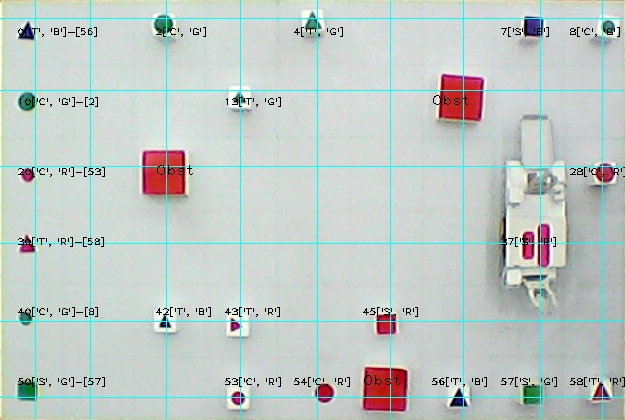 0['T', 'B']-[56]
2['C', 'G']
4['T', 'G']
7['S', 'B']
8['C', 'G']
10['C', 'G']-[2]
13['T', 'G']
Obst
20['C', 'R']-[53]
Obst
28['C', 'R']
30['T', 'R']-[58]
37['S', 'R']
40['C', 'G']-[8]
42['T', 'B']
43['T', 'R']
45['S', 'R']
50['S', 'G']-[57]
53['C', 'R']
54['C', 'R']
Obst
56['T', 'B']
57['S', 'G']
58['T', 'R']